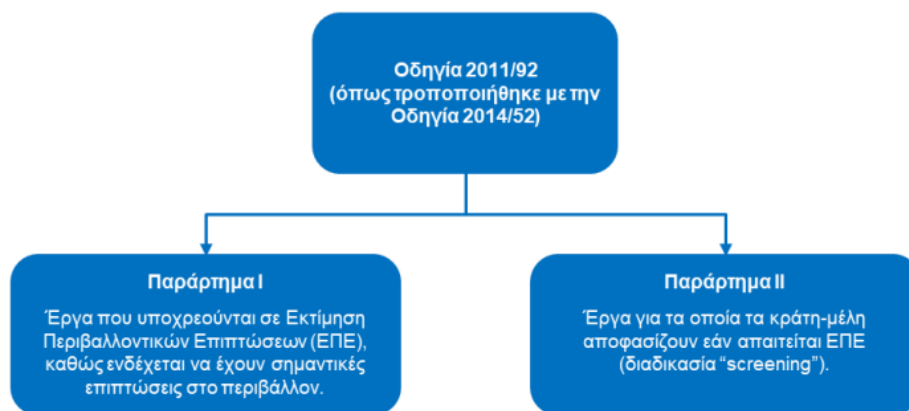 Οδηγία 2011/92
(όπως τροποποιήθηκε με την
Οδηγία 2014/52)
Παράρτημα Ι
Έργα που υποχρεούνται σε Εκτίμηση
Περιβαλλοντικών Επιπτώσεων (ΕΠΕ),
καθώς ενδέχεται να έχουν σημαντικές
επιπτώσεις στο περιβάλλον.
Παράρτημα ΙΙ
Έργα για τα οποία τα κράτη-μέλη
αποφασίζουν εάν απαιτείται ΕΠΕ
(διαδικασία “screening”).